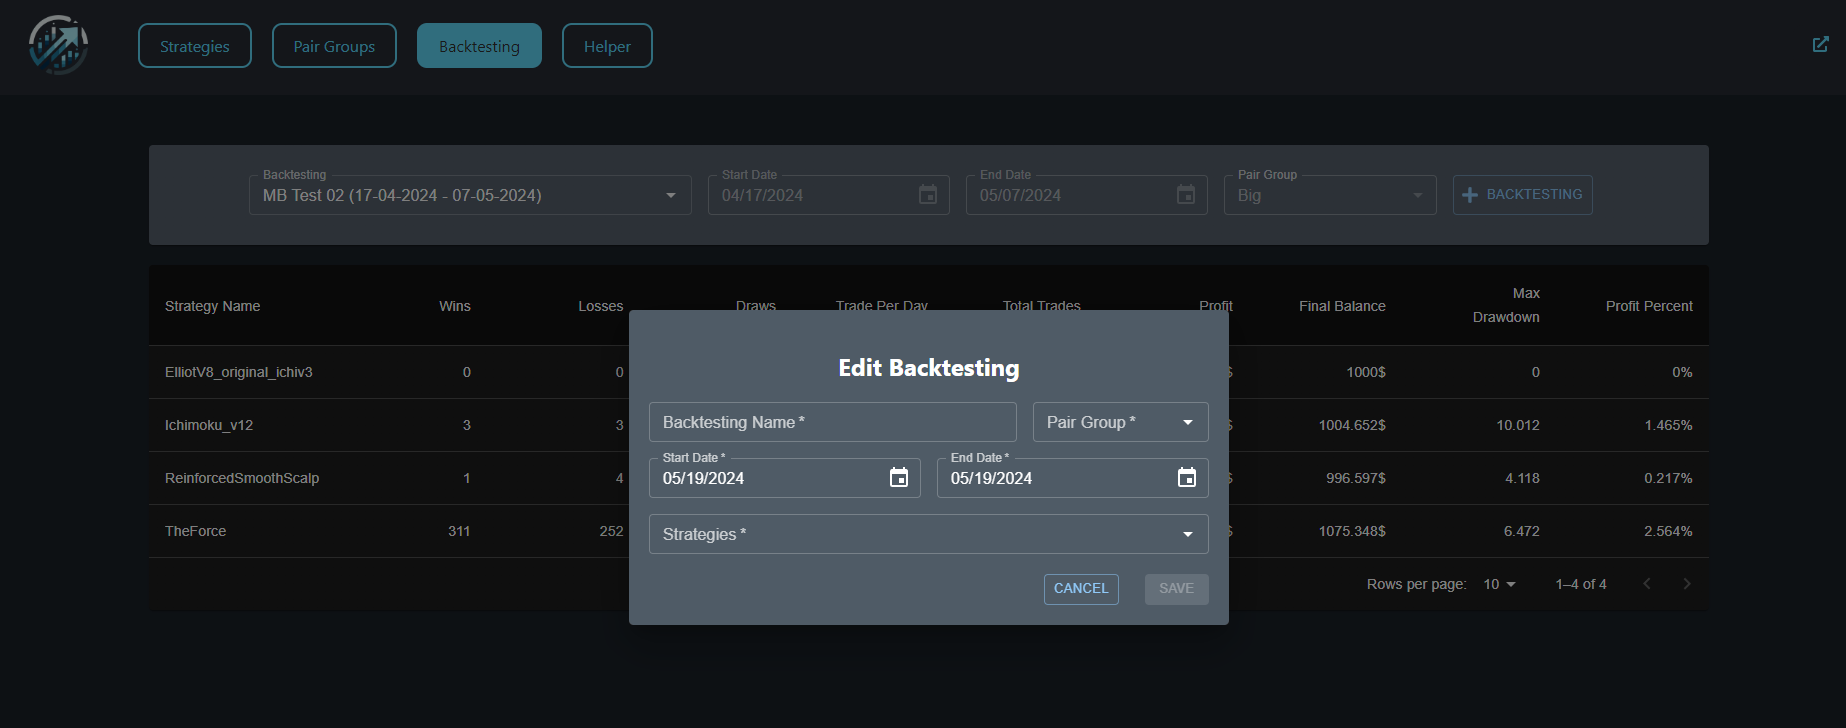 Strategies
Pair Groups
Backtesting
Helper
Backtesting
MB Test 02 (17-04-2024 - 07-05-2024)
Start Date
04/17/2024
End Date
05/07/2024
Pair Group
Big
BACKTESTING
Strategy Name Wins Losses Draws Trade Per Day Total Trades Profit Final Balance Max Drawdown Profit Percent
ElliotV8_original_ichiv3 0 0 $ 1000$ 0 0%
Ichimoku_v12 3 3 $ 1004.652$ 10.012 1.465%
ReinforcedSmoothScalp 1 4 $ 996.597$ 4.118 0.217%
TheForce 311 252 $ 1075.348$ 6.472 2.564%
Rows per page: 10 1–4 of 4
Edit Backtesting
Backtesting Name *
Pair Group *
Start Date *
05/19/2024
End Date *
05/19/2024
Strategies *
CANCEL
SAVE